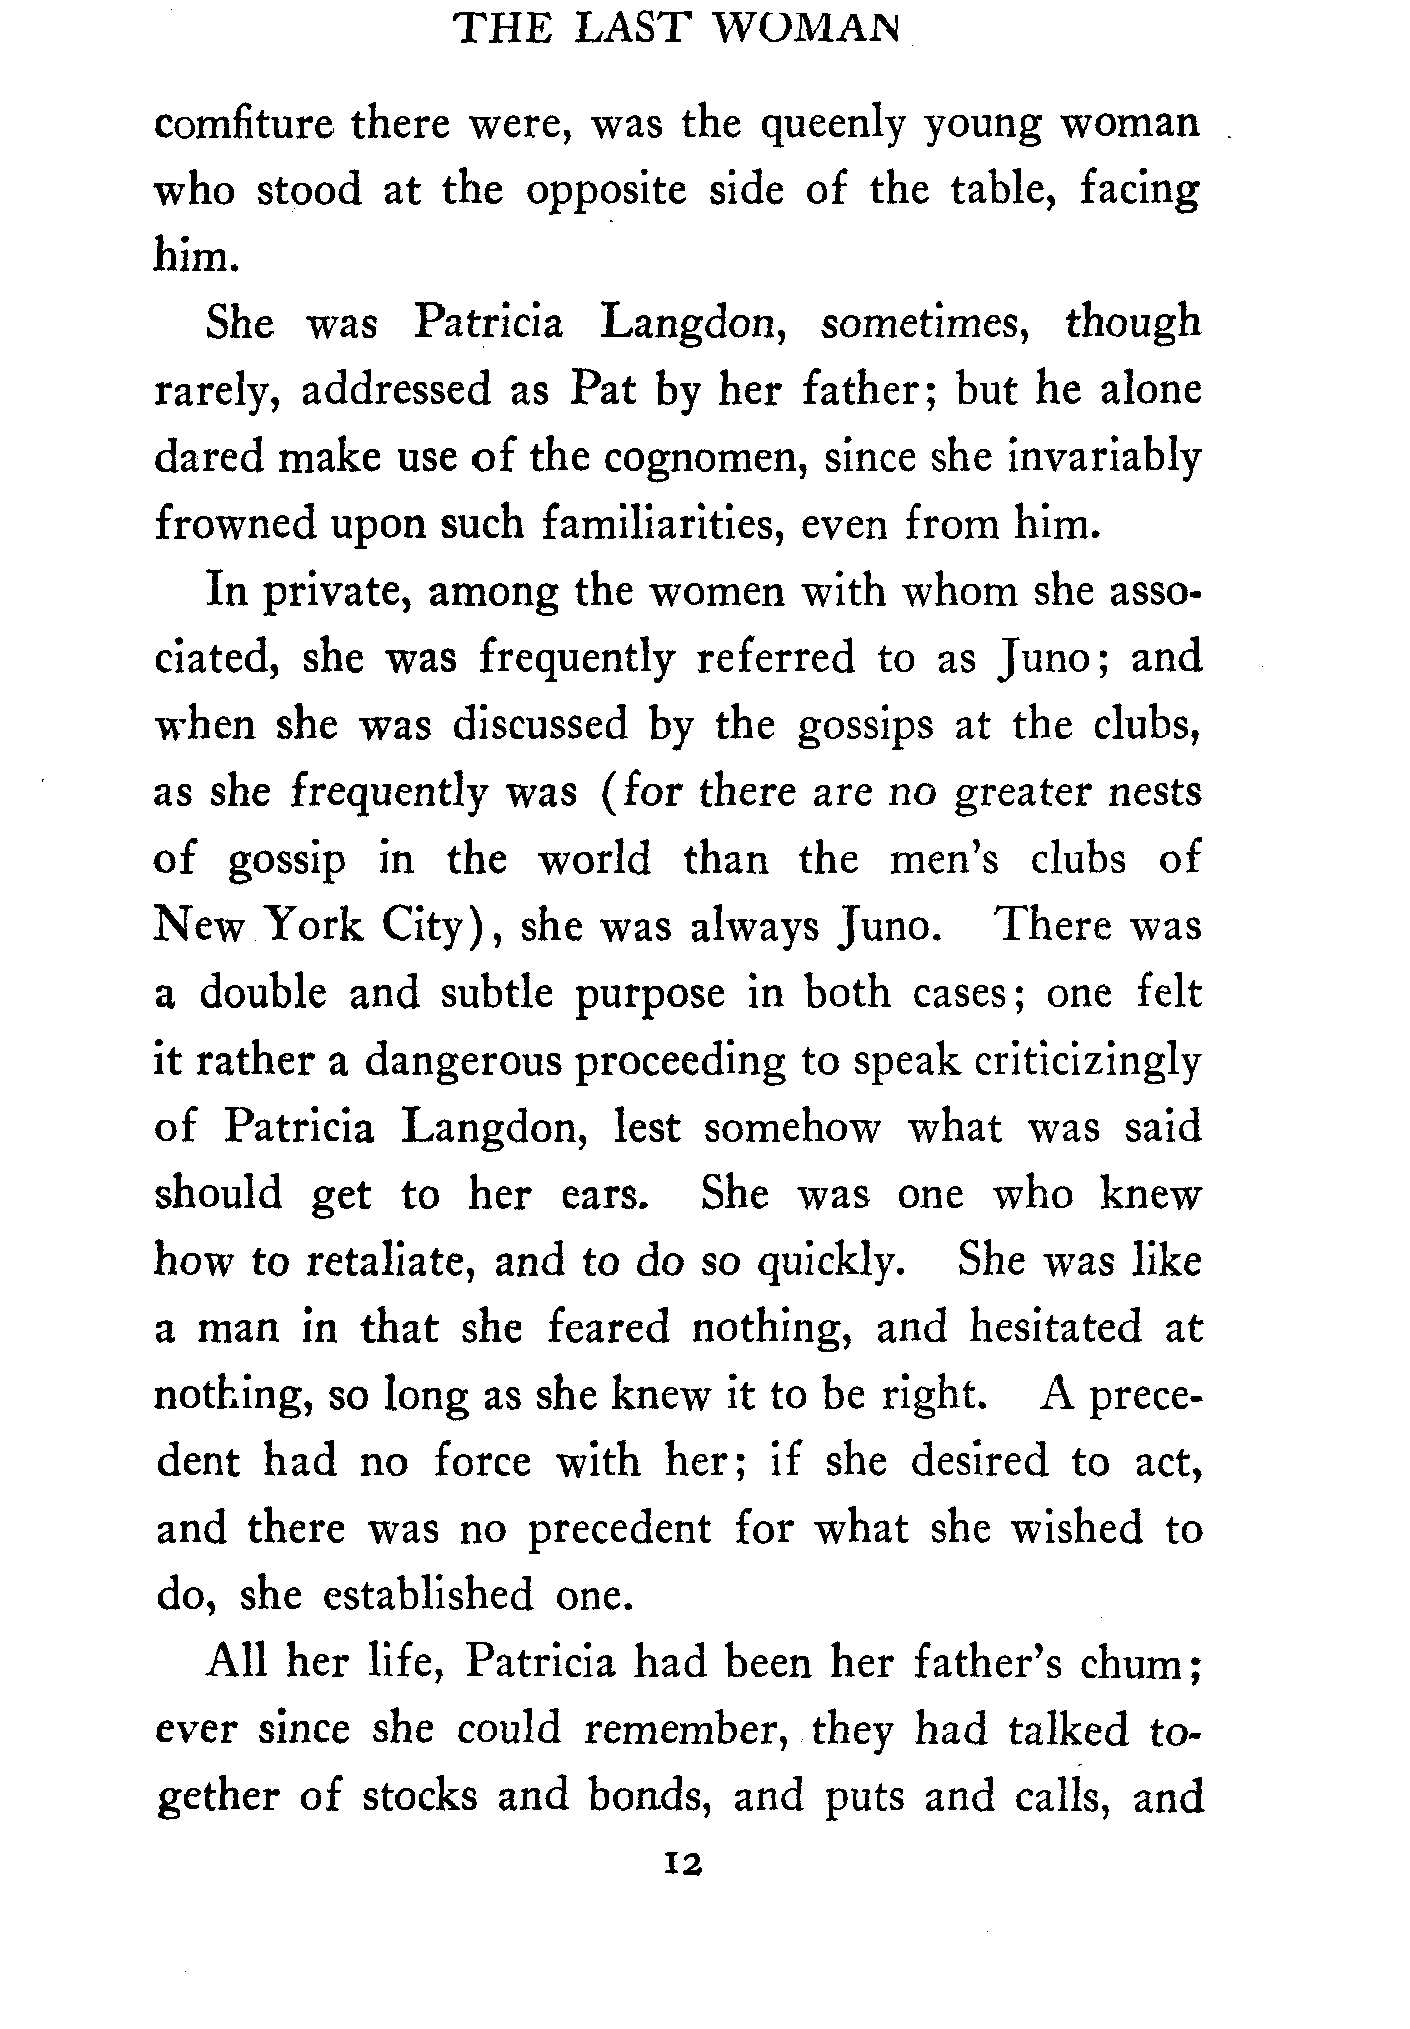 THE LAST WOMAN
comfiture there were, was the queenly young woman
who stood at the opposite side of the table, facing
him.
She was Patricia Langdon, sometimes, though
rarely, addressed as Pat by her father; but he alone
dared make use of the cognomen, since she invariably
frowned upon such familiarities, even from him.
In private, among the women with whom she asso-
ciated, she was frequently referred to as Juno; and
when she was discussed by the gossips at the clubs,
as she frequently was (for there are no greater nests
of gossip in the world than the men's clubs of
New York City), she was always Juno. There was
a double and subtle purpose in both cases; one felt
it rather a dangerous proceeding to speak criticizingly
of Patricia Langdon, lest somehow what was said
should get to her ears. She was one who knew
how to retaliate, and to do so quickly. She was like
a man in that she feared nothing, and hesitated at
nothing, so long as she knew it to be right. A prece-
dent had no force with her; if she desired to act,
and there was no precedent for what she wished to
do, she established one.
All her life, Patricia had been her father's chum;
ever since she could remember, they had talked to-
gether of stocks and bonds, and puts and calls, and
12